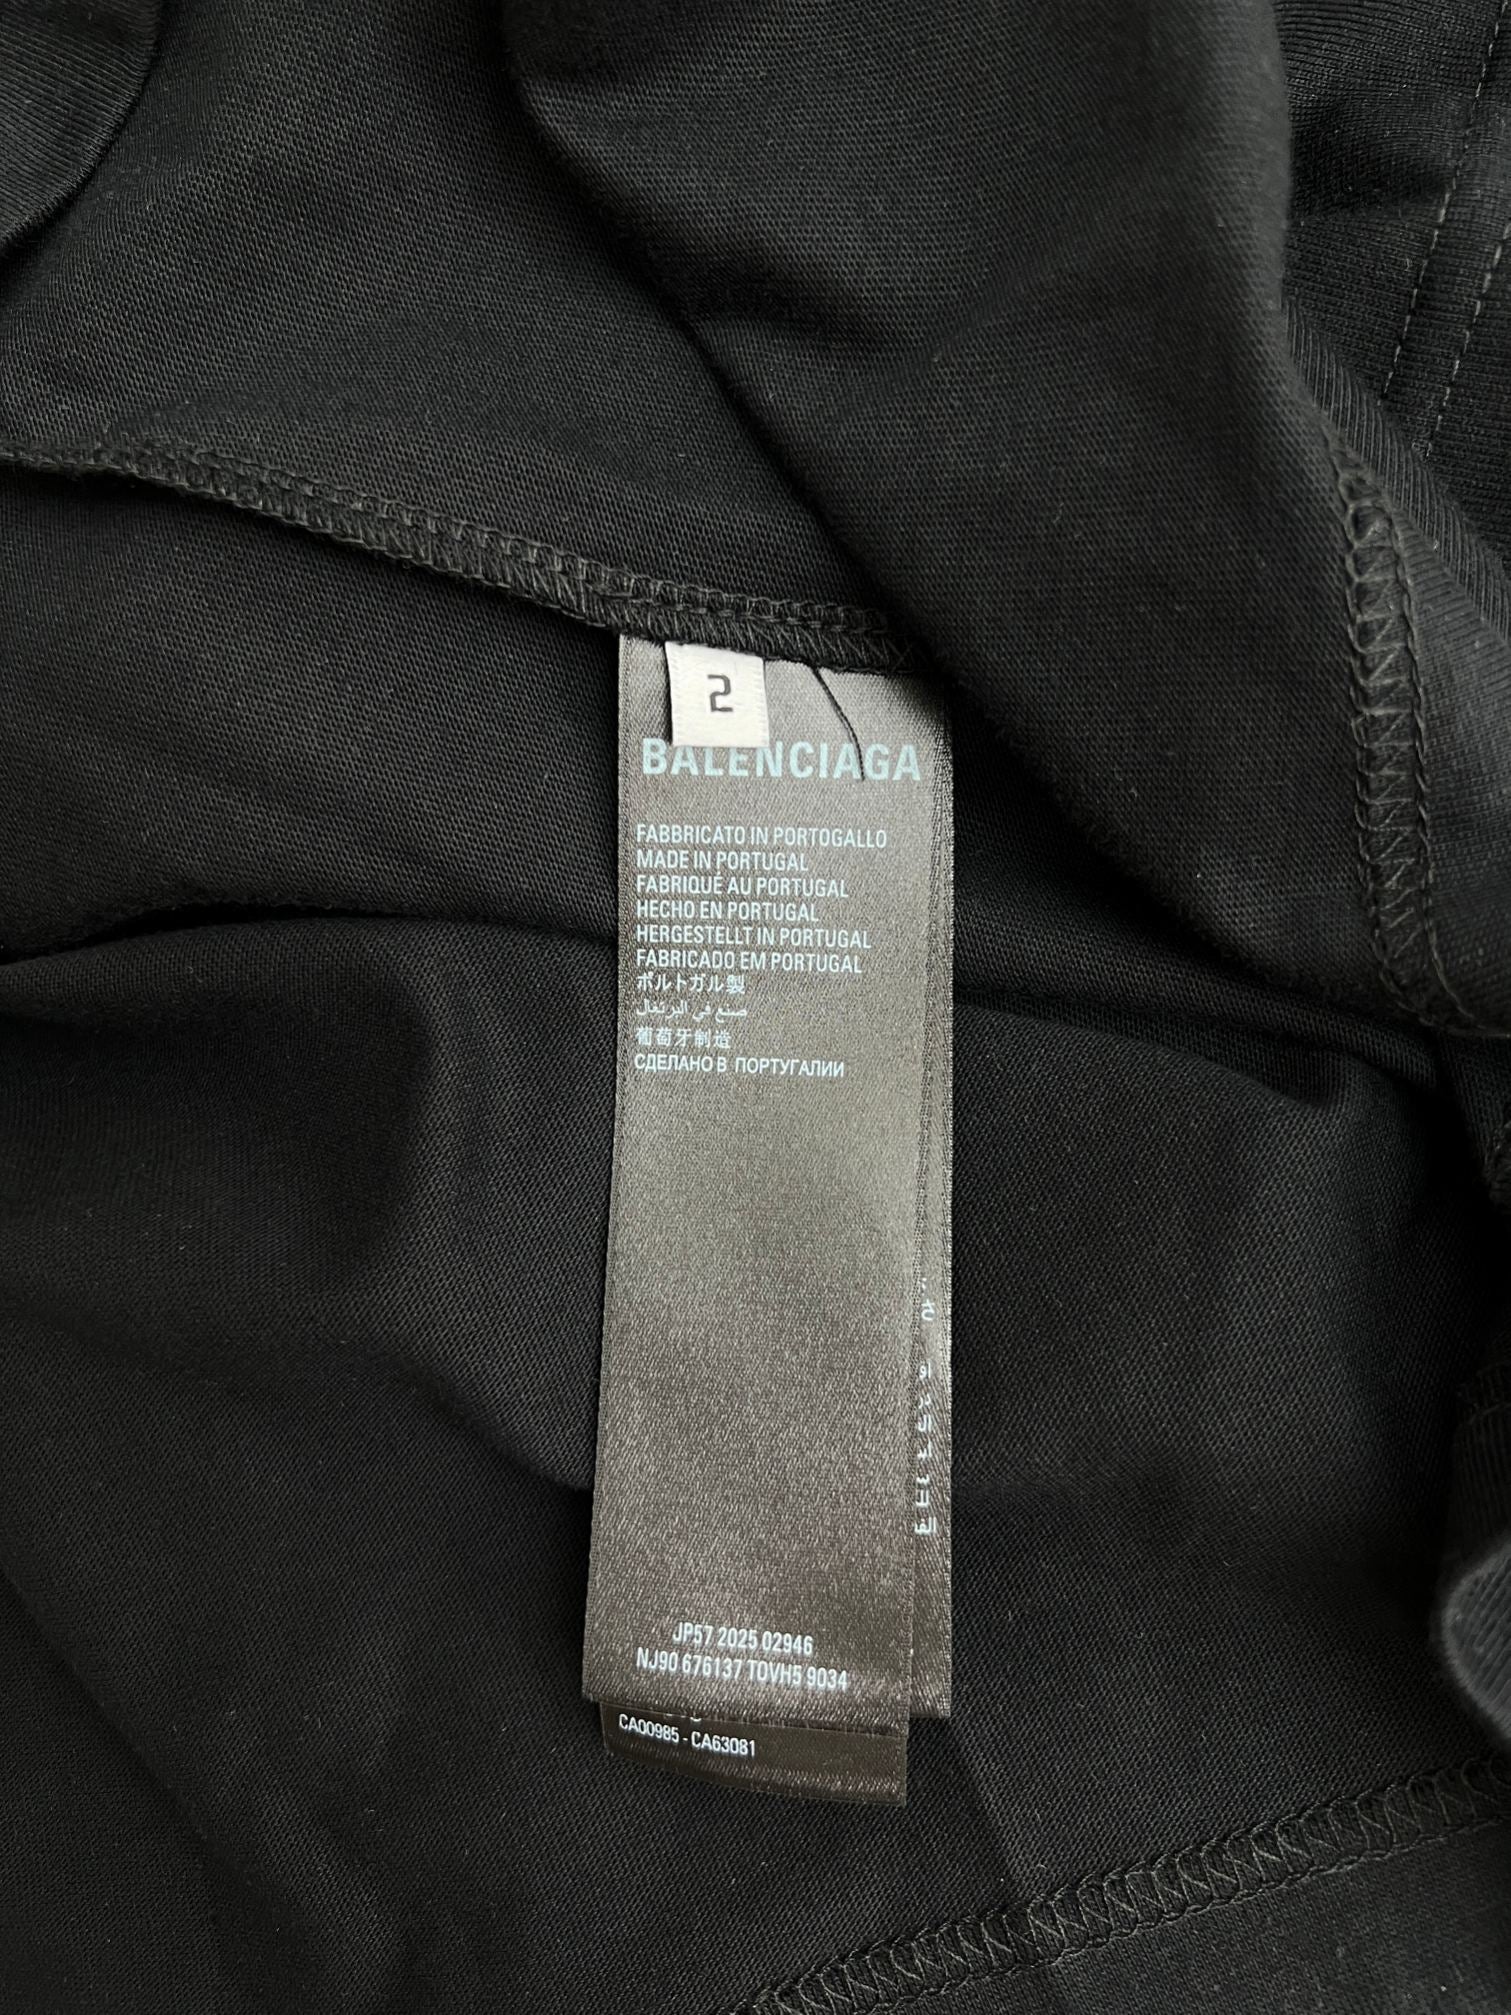 2
BALENCIAGA
FABBRICATO IN PORTOGALLO
MADE IN PORTUGAL
FABRIQUÉ AU PORTUGAL
HECHO EN PORTUGAL
HERGESTELLT IN PORTUGAL
FABRICADO EM PORTUGAL
ポルトガル製
صنع في البرتغال
葡萄牙制造
СДЕЛАНО В ПОРТУГАЛИИ
JP57 2025 02946
NJ90 676137 TOVH5 9034
CA00985 - CA63081